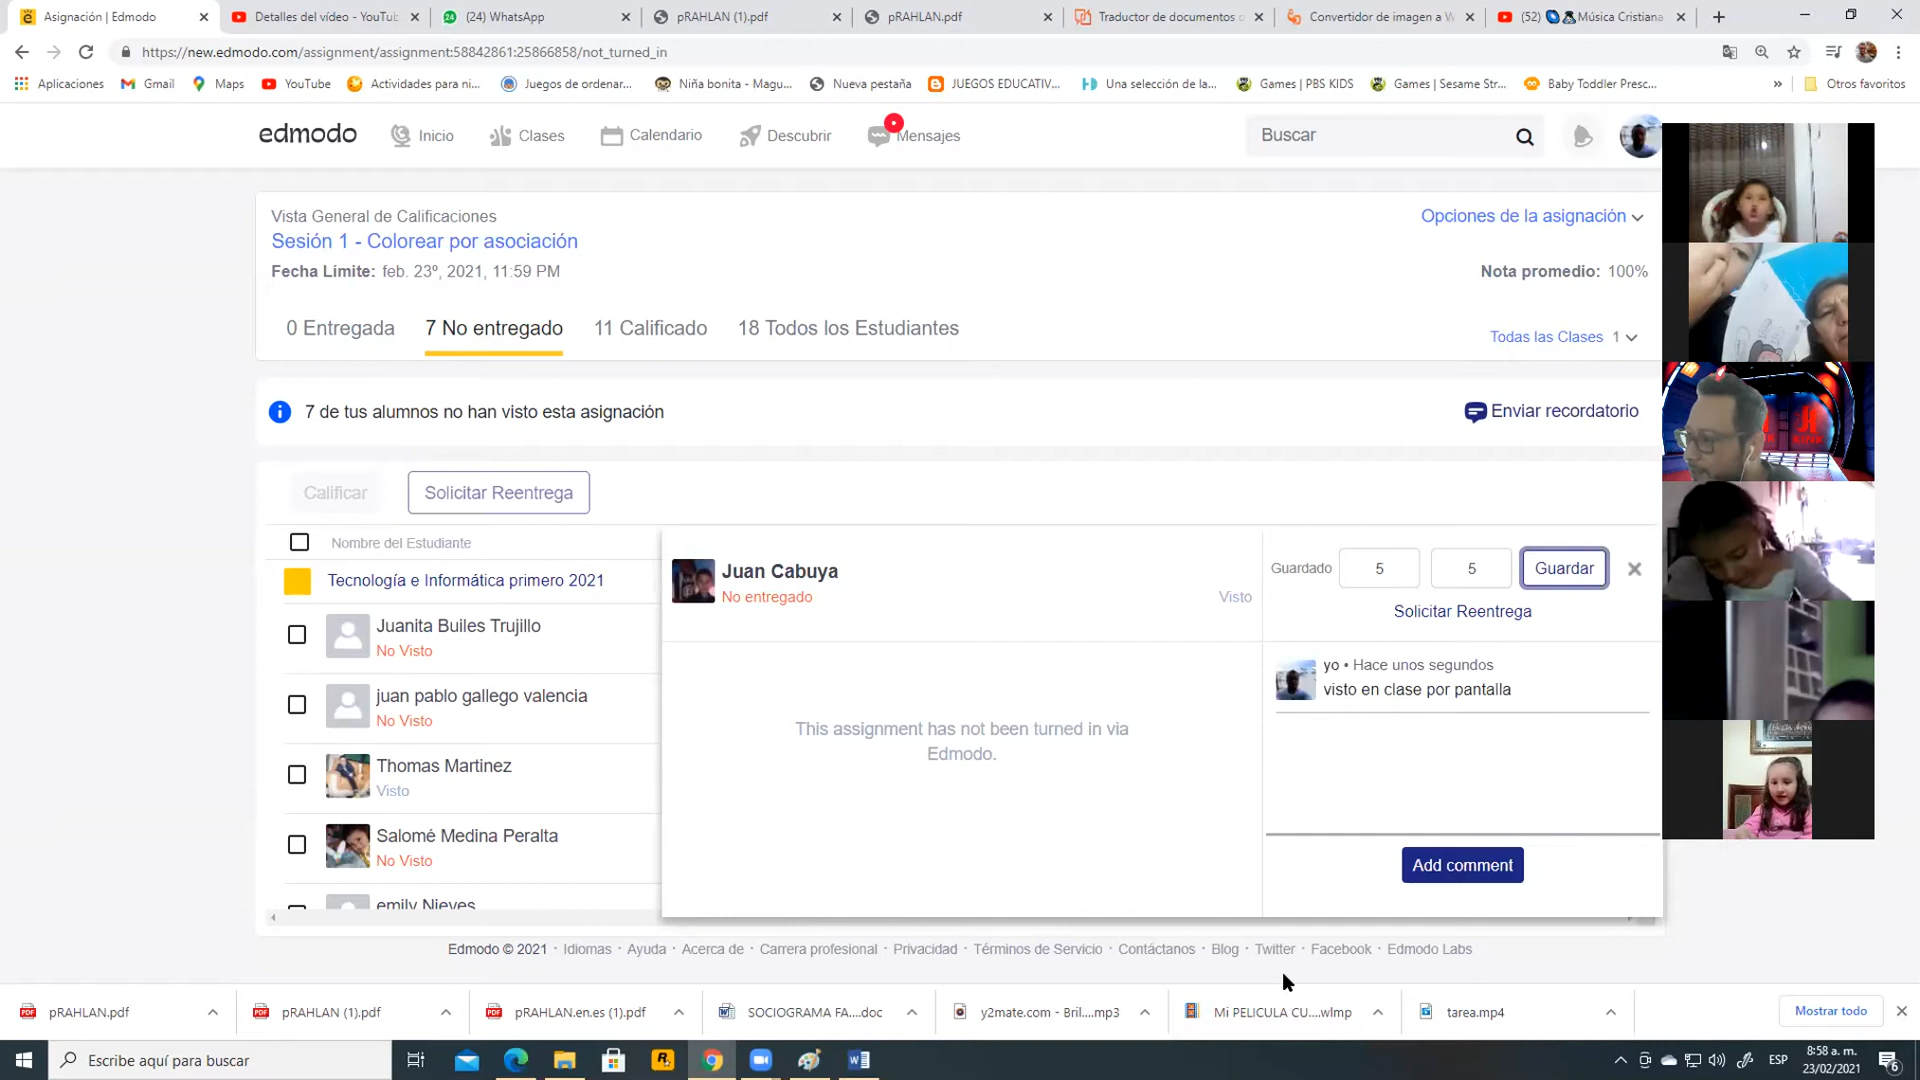 Asignación | Edmodo
Detalles del vídeo - YouTub
(24) WhatsApp
pRAHLAN (1).pdf
pRAHLAN.pdf
Traductor de documentos o
Convertidor de imagen a W
(52) Música Cristiana
https://new.edmodo.com/assignment/assignment:58842861:25866858/not_turned_in
Aplicaciones
Gmail
Maps
YouTube
Actividades para ni...
Juegos de ordenar...
Niña bonita - Magu...
Nueva pestaña
JUEGOS EDUCATIV...
Una selección de la...
Games | PBS KIDS
Games | Sesame Str...
Baby Toddler Presc...
»
Otros favoritos
edmodo
Inicio
Clases
Calendario
Descubrir
Mensajes
Buscar
Vista General de Calificaciones
Opciones de la asignación
Sesión 1 - Colorear por asociación
Fecha Límite: feb. 23º, 2021, 11:59 PM
Nota promedio: 100%
0 Entregada
7 No entregado
11 Calificado
18 Todos los Estudiantes
Todas las Clases 1
7 de tus alumnos no han visto esta asignación
Enviar recordatorio
Calificar
Solicitar Reentrega
Nombre del Estudiante
Tecnología e Informática primero 2021
Juanita Builes Trujillo
No Visto
juan pablo gallego valencia
No Visto
Thomas Martinez
Visto
Salomé Medina Peralta
No Visto
emily Nieves
Juan Cabuya
No entregado
Visto
Guardado
5
5
Guardar
Solicitar Reentrega
yo • Hace unos segundos
visto en clase por pantalla
This assignment has not been turned in via
Edmodo.
Add comment
Edmodo © 2021 · Idiomas · Ayuda · Acerca de · Carrera profesional · Privacidad · Términos de Servicio · Contáctanos · Blog · Twitter · Facebook · Edmodo Labs
pRAHLAN.pdf
pRAHLAN (1).pdf
pRAHLAN.en.es (1).pdf
SOCIOGRAMA FA....doc
y2mate.com - Bril....mp3
Mi PELICULA CU....wlmp
tarea.mp4
Mostrar todo
Escribe aquí para buscar
ESP
8:58 a. m.
23/02/2021
6